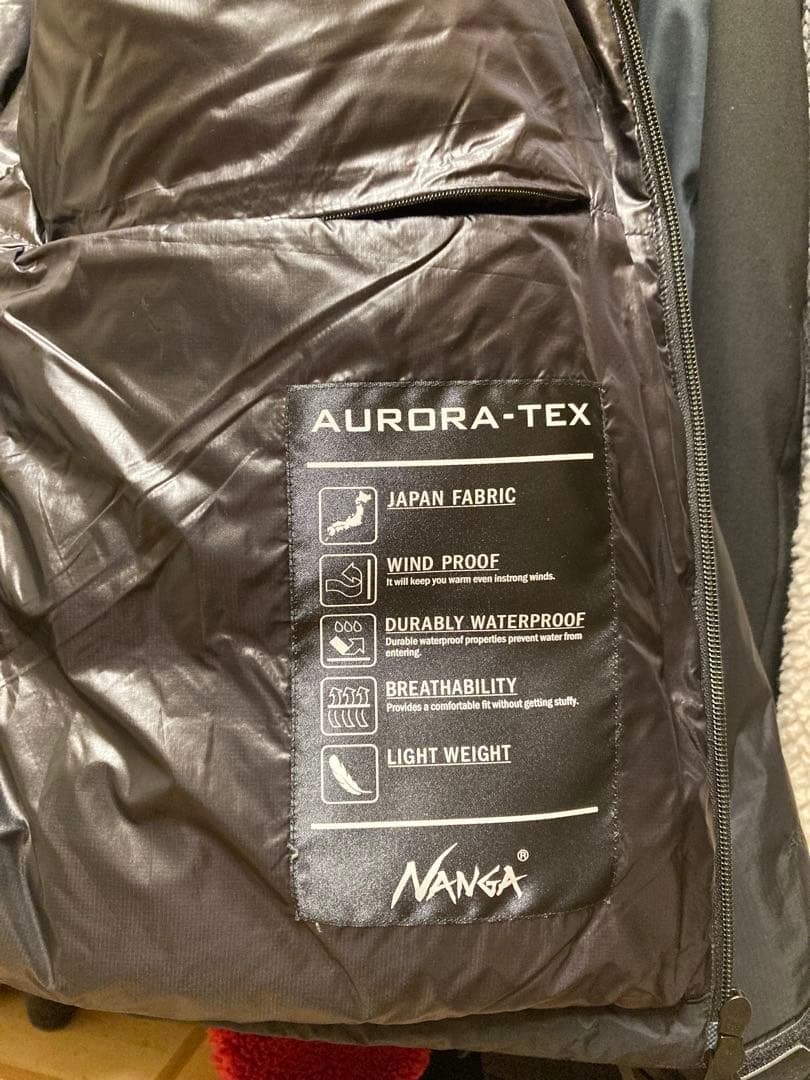 AURORA-TEX
JAPAN FABRIC
WIND PROOF
It will keep you warm even instrong winds.
DURABLY WATERPROOF
Durable waterproof properties prevent water from
entering.
BREATHABILITY
Provides a comfortable fit without getting stuffy.
LIGHT WEIGHT
NANGA®